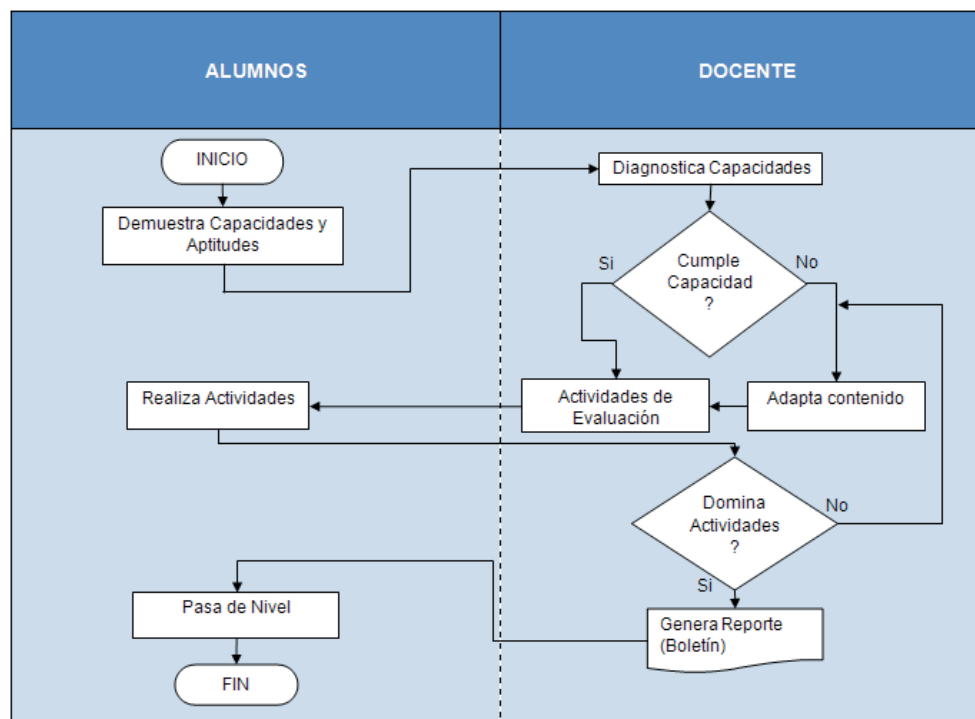 ALUMNOS
DOCENTE
INICIO
Diagnostica Capacidades
Demuestra Capacidades y
Aptitudes
Cumple
Capacidad
?
Si
No
Realiza Actividades
Actividades de
Evaluación
Adapta contenido
Domina
Actividades
?
No
Si
Pasa de Nivel
Genera Reporte
(Boletín)
FIN